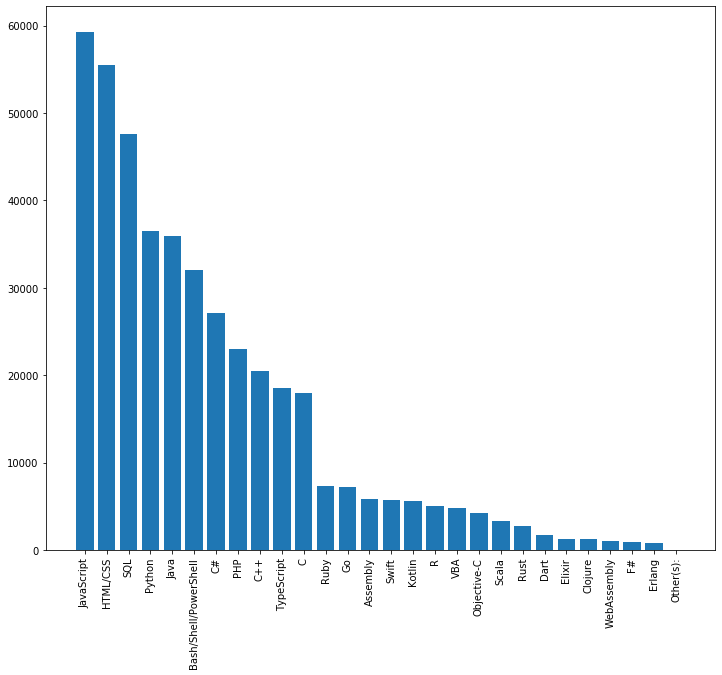 60000
50000
40000
30000
20000
10000
0
JavaScript
HTML/CSS
SQL
Python
Java
Bash/Shell/PowerShell
C#
PHP
C++
TypeScript
C
Ruby
Go
Assembly
Swift
Kotlin
R
VBA
Objective-C
Scala
Rust
Dart
Elixir
Clojure
WebAssembly
F#
Erlang
Other(s):